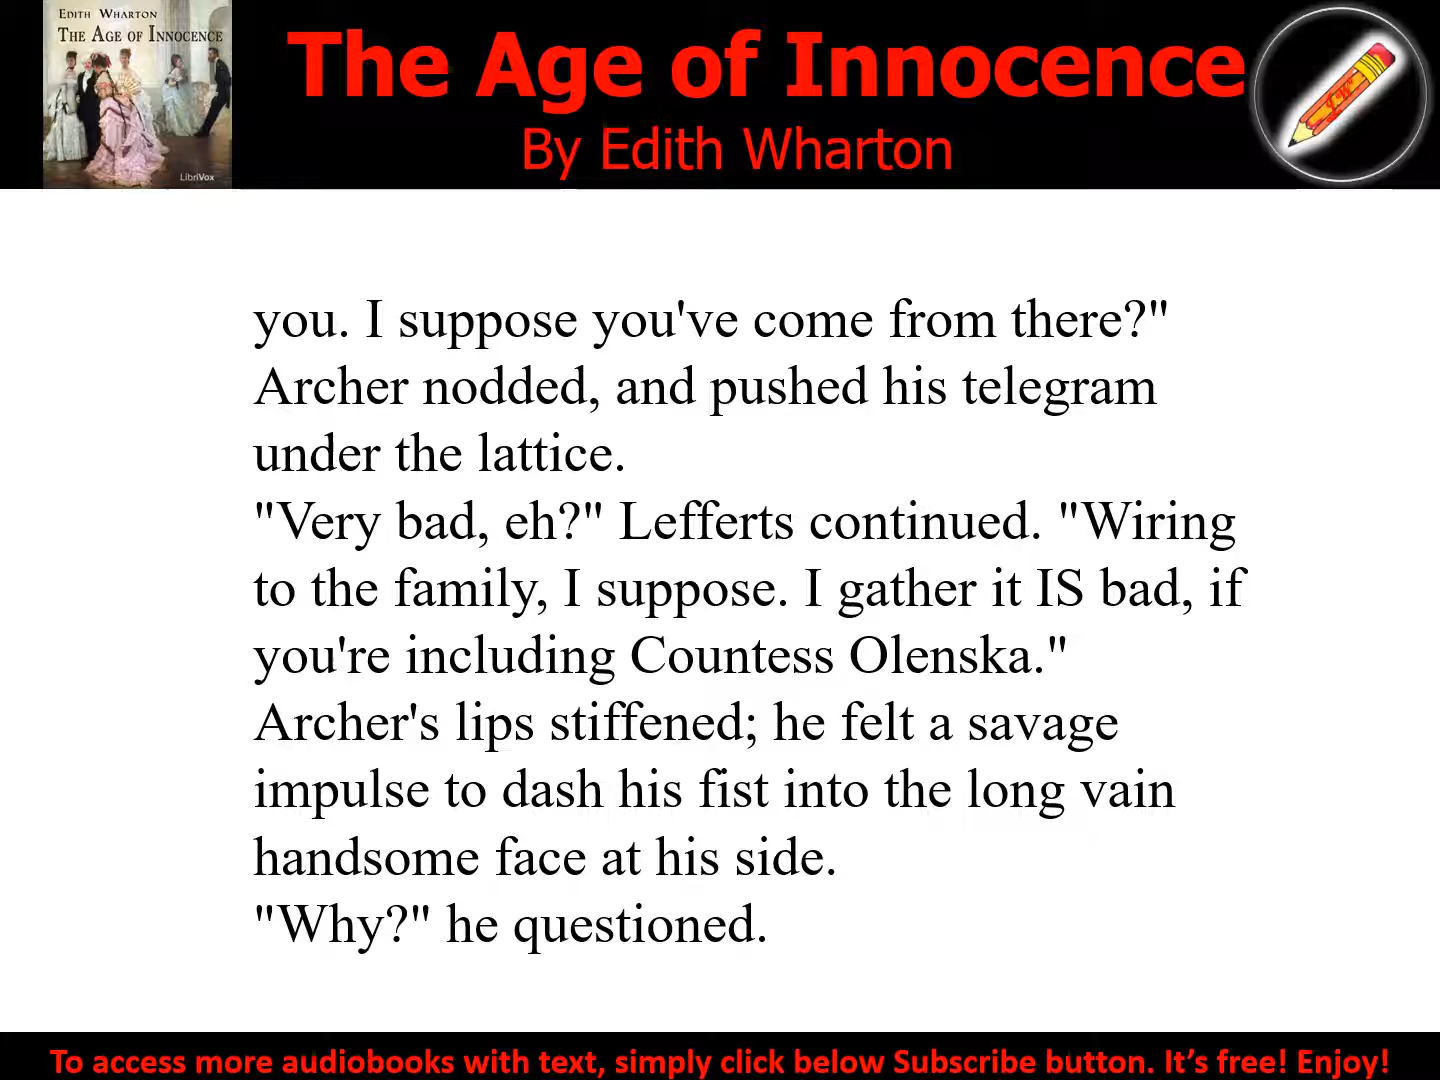 EDITH WHARTON
THE AGE OF INNOCENCE
LibriVox
The Age of Innocence
By Edith Wharton
you. I suppose you've come from there?"
Archer nodded, and pushed his telegram
under the lattice.
"Very bad, eh?" Lefferts continued. "Wiring
to the family, I suppose. I gather it IS bad, if
you're including Countess Olenska."
Archer's lips stiffened; he felt a savage
impulse to dash his fist into the long vain
handsome face at his side.
"Why?" he questioned.
To access more audiobooks with text, simply click below Subscribe button. It’s free! Enjoy!